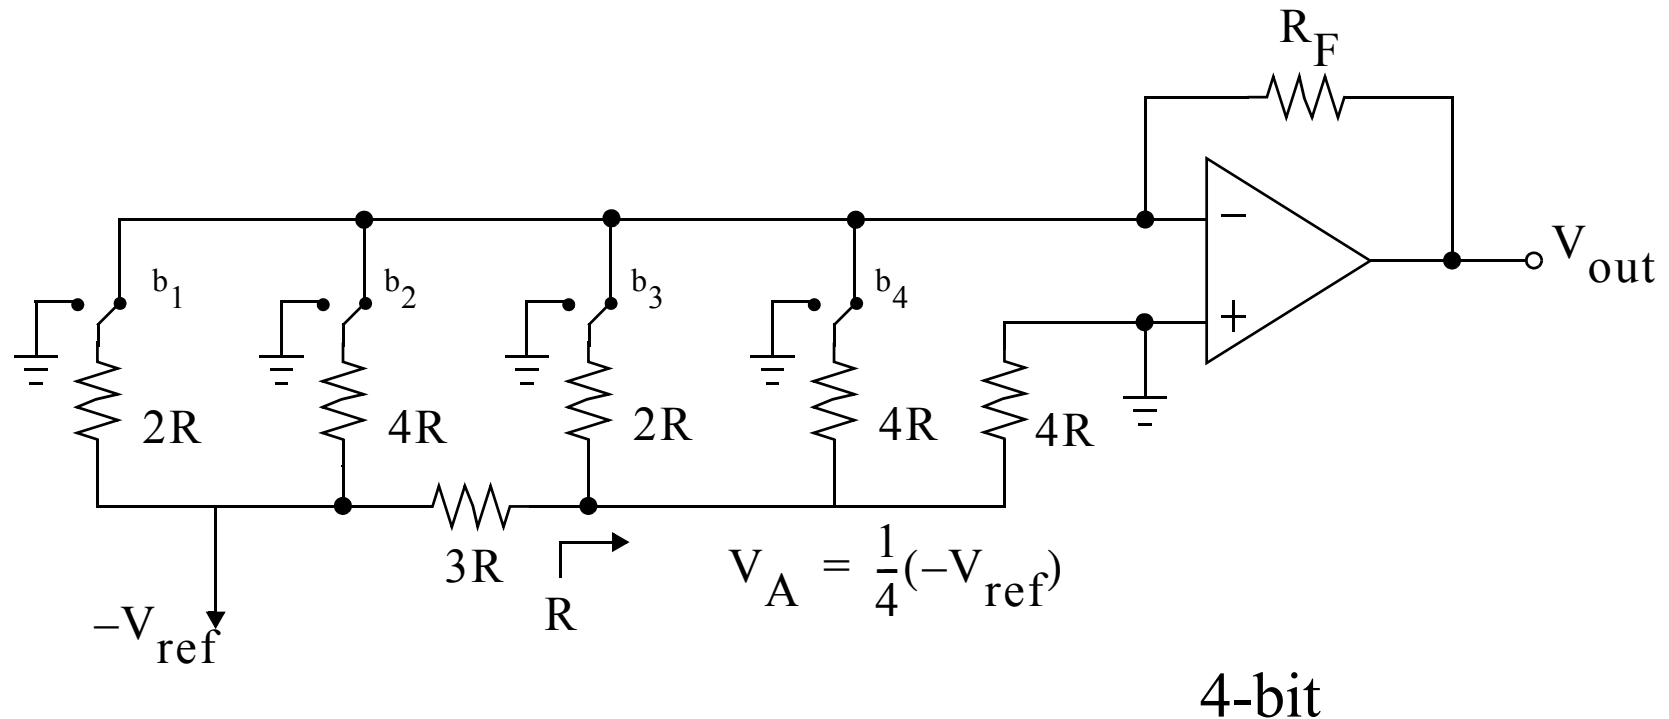 R_F
V_out
b_1
b_2
b_3
b_4
−
+
2R
4R
2R
4R
4R
3R
R
V_A = 1/4(−V_ref)
−V_ref
4-bit